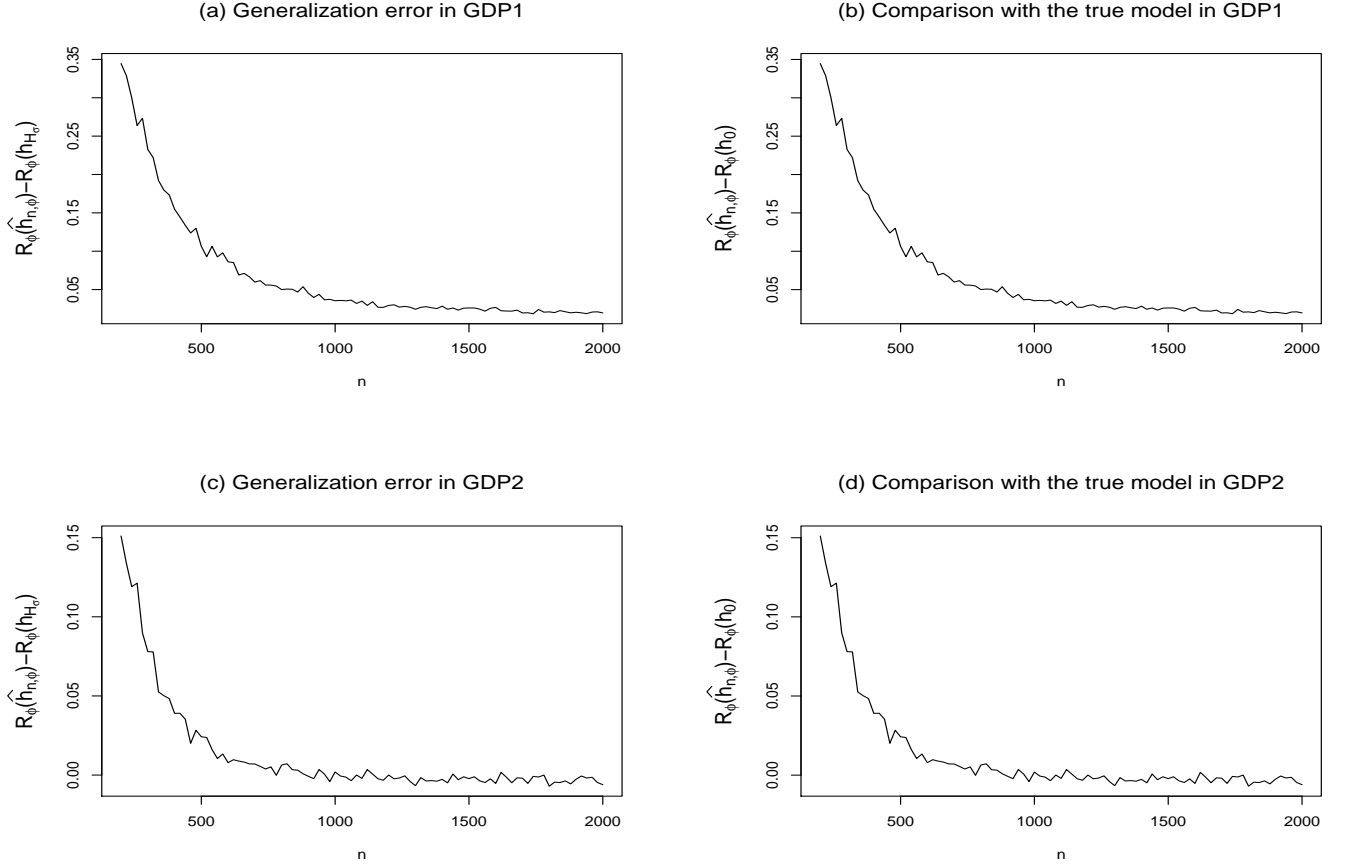 (a) Generalization error in GDP1
(b) Comparison with the true model in GDP1
R_ϕ(ĥ_{n,ϕ})−R_ϕ(h_{H_σ})
0.05 0.15 0.25 0.35
500 1000 1500 2000
n
R_ϕ(ĥ_{n,ϕ})−R_ϕ(h_0)
0.05 0.15 0.25 0.35
500 1000 1500 2000
n
(c) Generalization error in GDP2
(d) Comparison with the true model in GDP2
R_ϕ(ĥ_{n,ϕ})−R_ϕ(h_{H_σ})
0.00 0.05 0.10 0.15
500 1000 1500 2000
n
R_ϕ(ĥ_{n,ϕ})−R_ϕ(h_0)
0.00 0.05 0.10 0.15
500 1000 1500 2000
n